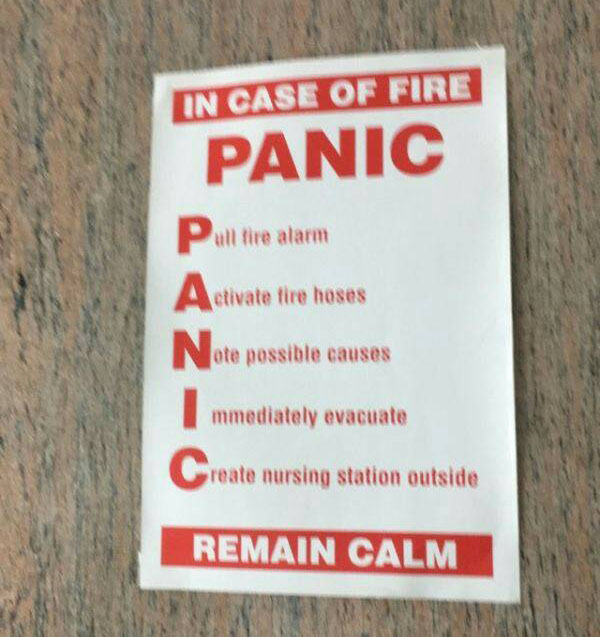 IN CASE OF FIRE
PANIC
Pull fire alarm
Activate fire hoses
Note possible causes
Immediately evacuate
Create nursing station outside
REMAIN CALM